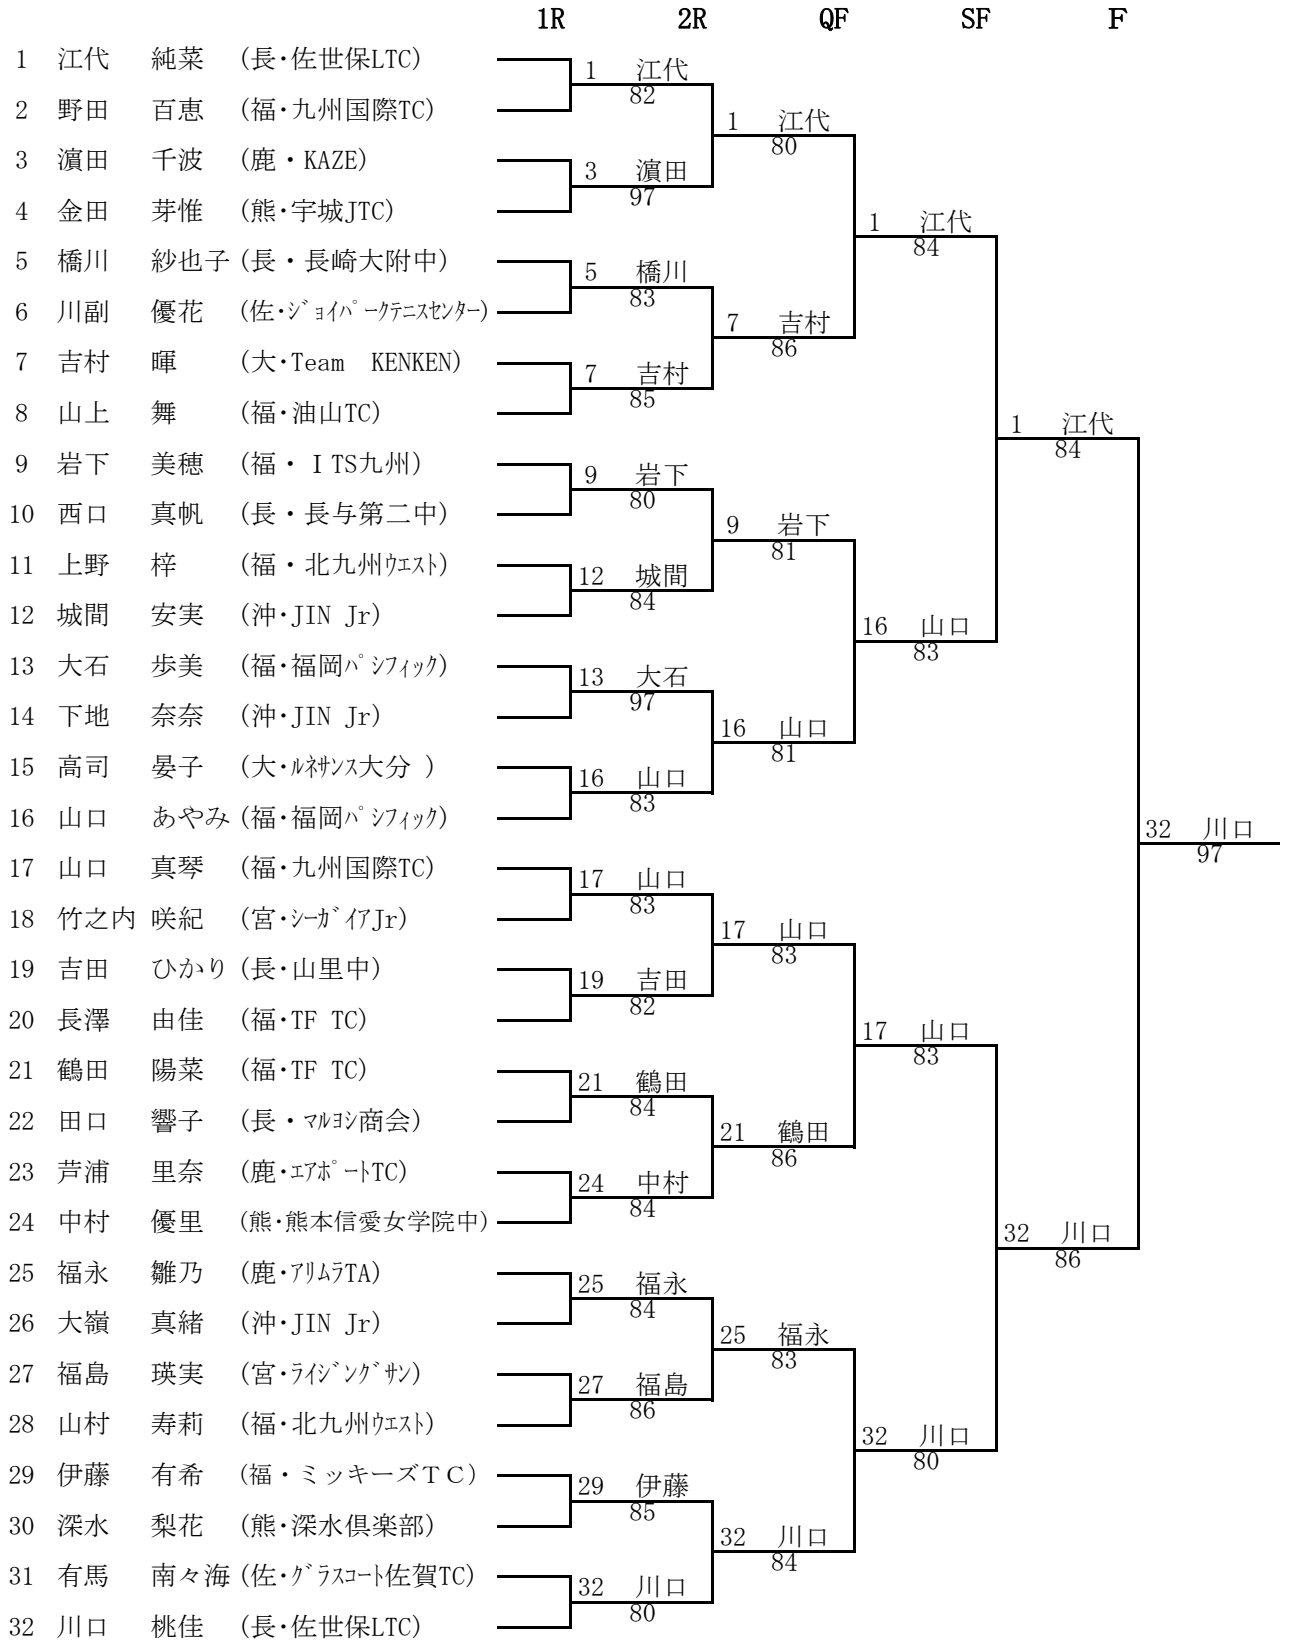 1R 2R QF SF F
1 江代 純菜 (長・佐世保LTC)
1 江代
82
2 野田 百恵 (福・九州国際TC)
1 江代
80
3 濵田 千波 (鹿・KAZE)
3 濵田
97
4 金田 芽惟 (熊・宇城JTC)
1 江代
84
5 橋川 紗也子 (長・長崎大附中)
5 橋川
83
6 川副 優花 (佐・ｼﾞｮｲﾊﾟｰｸﾃﾆｽｾﾝﾀｰ)
7 吉村
86
7 吉村 暉 (大・Team KENKEN)
7 吉村
85
8 山上 舞 (福・油山TC)
1 江代
84
9 岩下 美穂 (福・ＩTS九州)
9 岩下
80
10 西口 真帆 (長・長与第二中)
9 岩下
81
11 上野 梓 (福・北九州ｳｴｽﾄ)
12 城間
84
12 城間 安実 (沖・JIN Jr)
16 山口
83
13 大石 歩美 (福・福岡ﾊﾟｼﾌｨｯｸ)
13 大石
97
14 下地 奈奈 (沖・JIN Jr)
16 山口
81
15 高司 晏子 (大・ﾙﾈｻﾝｽ大分 )
16 山口
83
16 山口 あやみ (福・福岡ﾊﾟｼﾌｨｯｸ)
32 川口
97
17 山口 真琴 (福・九州国際TC)
17 山口
83
18 竹之内 咲紀 (宮・ｼｰｶﾞｲｱJr)
17 山口
83
19 吉田 ひかり (長・山里中)
19 吉田
82
20 長澤 由佳 (福・TF TC)
17 山口
83
21 鶴田 陽菜 (福・TF TC)
21 鶴田
84
22 田口 響子 (長・ﾏﾙﾖｼ商会)
21 鶴田
86
23 芦浦 里奈 (鹿・ｴｱﾎﾟｰﾄTC)
24 中村
84
24 中村 優里 (熊・熊本信愛女学院中)
32 川口
86
25 福永 雛乃 (鹿・ｱﾘﾑﾗTA)
25 福永
84
26 大嶺 真緒 (沖・JIN Jr)
25 福永
83
27 福島 瑛実 (宮・ﾗｲｼﾞﾝｸﾞｻﾝ)
27 福島
86
28 山村 寿莉 (福・北九州ｳｴｽﾄ)
32 川口
80
29 伊藤 有希 (福・ミッキーズＴＣ)
29 伊藤
85
30 深水 梨花 (熊・深水倶楽部)
32 川口
84
31 有馬 南々海 (佐・ｸﾞﾗｽｺｰﾄ佐賀TC)
32 川口
80
32 川口 桃佳 (長・佐世保LTC)